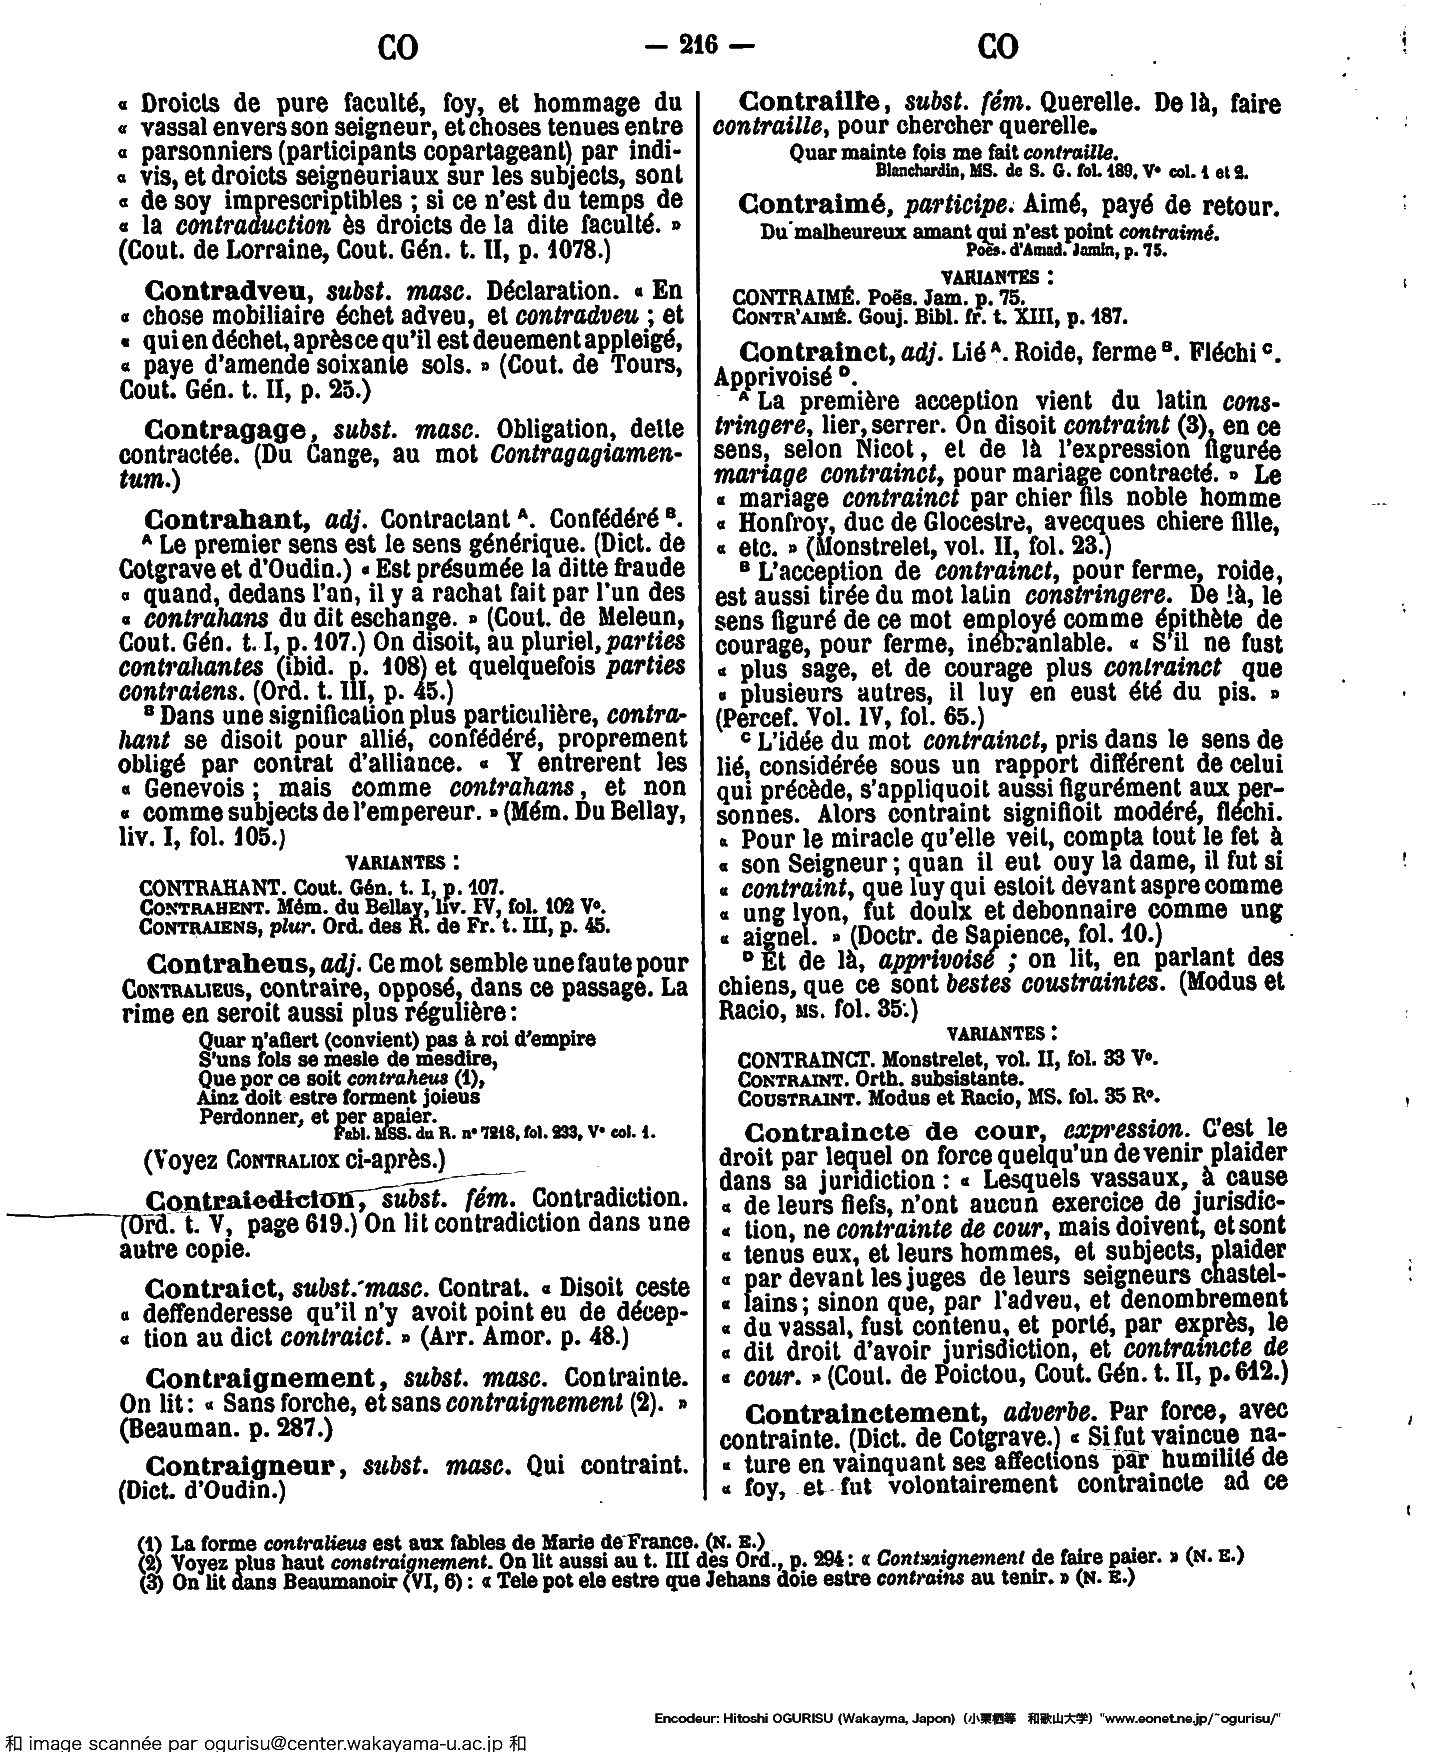 CO — 216 — CO
« Droicts de pure faculté, foy, et hommage du
« vassal envers son seigneur, et choses tenues entre
« parsonniers (participants copartageant) par indi-
« vis, et droicts seigneuriaux sur les subjects, sont
« de soy imprescriptibles ; si ce n'est du temps de
« la contraduction ès droicts de la dite faculté. »
(Cout. de Lorraine, Cout. Gén. t. II, p. 1078.)
Contradveu, subst. masc. Déclaration. « En
« chose mobiliaire échet adveu, et contradveu ; et
« qui en déchet, après ce qu'il est deuement appleigé,
« paye d'amende soixante sols. » (Cout. de Tours,
Cout. Gén. t. II, p. 25.)
Contragage, subst. masc. Obligation, dette
contractée. (Du Cange, au mot Contragagiamen-
tum.)
Contrahant, adj. Contractant A. Confédéré B.
A Le premier sens est le sens générique. (Dict. de
Cotgrave et d'Oudin.) « Est présumée la ditte fraude
« quand, dedans l'an, il y a rachat fait par l'un des
« contrahans du dit eschange. » (Cout. de Meleun,
Cout. Gén. t. I, p. 107.) On disoit, au pluriel, parties
contrahantes (ibid. p. 108) et quelquefois parties
contraiens. (Ord. t. III, p. 45.)
B Dans une signification plus particulière, contra-
hant se disoit pour allié, confédéré, proprement
obligé par contrat d'alliance. « Y entrerent les
« Genevois ; mais comme contrahans, et non
« comme subjects de l'empereur. » (Mém. Du Bellay,
liv. I, fol. 105.)
VARIANTES :
CONTRAHANT. Cout. Gén. t. I, p. 107.
CONTRAHENT. Mém. du Bellay, liv. IV, fol. 102 Vo.
CONTRAIENS, plur. Ord. des R. de Fr. t. III, p. 45.
Contraheus, adj. Ce mot semble une faute pour
CONTRALIEUS, contraire, opposé, dans ce passage. La
rime en seroit aussi plus régulière :
Quar n'afiert (convient) pas à roi d'empire
S'uns fols se mesle de mesdire,
Que por ce soit contraheus (1),
Ainz doit estre forment joieus
Perdonner, et per apaier.
Fabl. MSS. du R. no 7218, fol. 233, Vo col. 1.
(Voyez CONTRALIOX ci-après.)
Contraiedicion, subst. fém. Contradiction.
(Ord. t. V, page 619.) On lit contradiction dans une
autre copie.
Contraict, subst. masc. Contrat. « Disoit ceste
« deffenderesse qu'il n'y avoit point eu de décep-
« tion au dict contraict. » (Arr. Amor. p. 48.)
Contraignement, subst. masc. Contrainte.
On lit : « Sans forche, et sans contraignement (2). »
(Beauman. p. 287.)
Contraigneur, subst. masc. Qui contraint.
(Dict. d'Oudin.)
Contraille, subst. fém. Querelle. De là, faire
contraille, pour chercher querelle.
Quar mainte fois me fait contraille.
Blanchardin, MS. de S. G. fol. 189, Vo col. 1 et 2.
Contraimé, participe. Aimé, payé de retour.
Du malheureux amant qui n'est point contraimé.
Poës. d'Amad. Jamin, p. 75.
VARIANTES :
CONTRAIMÉ. Poës. Jam. p. 75.
CONTR'AIMÉ. Gouj. Bibl. fr. t. XIII, p. 187.
Contrainct, adj. Lié A. Roide, ferme B. Fléchi C.
Apprivoisé D.
A La première acception vient du latin cons-
tringere, lier, serrer. On disoit contraint (3), en ce
sens, selon Nicot, et de là l'expression figurée
mariage contrainct, pour mariage contracté. » Le
« mariage contrainct par chier fils noble homme
« Honfroy, duc de Glocestre, avecques chiere fille,
« etc. » (Monstrelet, vol. II, fol. 23.)
B L'acception de contrainct, pour ferme, roide,
est aussi tirée du mot latin constringere. De là, le
sens figuré de ce mot employé comme épithète de
courage, pour ferme, inébranlable. « S'il ne fust
« plus sage, et de courage plus contrainct que
« plusieurs autres, il luy en eust été du pis. »
(Percef. Vol. IV, fol. 65.)
C L'idée du mot contrainct, pris dans le sens de
lié, considérée sous un rapport différent de celui
qui précède, s'appliquoit aussi figurément aux per-
sonnes. Alors contraint signifioit modéré, fléchi.
« Pour le miracle qu'elle veit, compta tout le fet à
« son Seigneur ; quan il eut ouy la dame, il fut si
« contraint, que luy qui estoit devant aspre comme
« ung lyon, fut doulx et debonnaire comme ung
« aignel. » (Doctr. de Sapience, fol. 10.)
D Et de là, apprivoisé ; on lit, en parlant des
chiens, que ce sont bestes coustraintes. (Modus et
Racio, MS. fol. 35.)
VARIANTES :
CONTRAINCT. Monstrelet, vol. II, fol. 33 Vo.
CONTRAINT. Orth. subsistante.
COUSTRAINT. Modus et Racio, MS. fol. 35 Ro.
Contraincte de cour, expression. C'est le
droit par lequel on force quelqu'un de venir plaider
dans sa juridiction : « Lesquels vassaux, à cause
« de leurs fiefs, n'ont aucun exercice de jurisdic-
« tion, ne contrainte de cour, mais doivent, et sont
« tenus eux, et leurs hommes, et subjects, plaider
« par devant les juges de leurs seigneurs chastel-
« lains ; sinon que, par l'adveu, et denombrement
« du vassal, fust contenu, et porté, par exprès, le
« dit droit d'avoir jurisdiction, et contraincte de
« cour. » (Cout. de Poictou, Cout. Gén. t. II, p. 612.)
Contrainctement, adverbe. Par force, avec
contrainte. (Dict. de Cotgrave.) « Si fut vaincue na-
« ture en vainquant ses affections par humilité de
« foy, et fut volontairement contraincte ad ce
(1) La forme contralieus est aux fables de Marie de France. (N. E.)
(2) Voyez plus haut constraignement. On lit aussi au t. III des Ord., p. 294 : « Contraignement de faire paier. » (N. E.)
(3) On lit dans Beaumanoir (VI, 6) : « Tele pot ele estre que Jehans doie estre contrains au tenir. » (N. E.)
Encodeur: Hitoshi OGURISU (Wakayma, Japon) (小栗栖等 和歌山大学) "www.eonet.ne.jp/~ogurisu/"
和 image scannée par ogurisu@center.wakayama-u.ac.jp 和